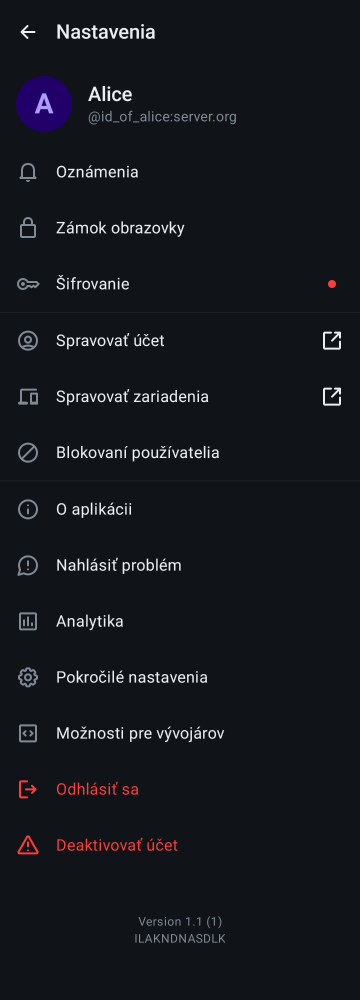 Nastavenia
A
Alice
@id_of_alice:server.org
Oznámenia
Zámok obrazovky
Šifrovanie
Spravovať účet
Spravovať zariadenia
Blokovaní používatelia
O aplikácii
Nahlásiť problém
Analytika
Pokročilé nastavenia
Možnosti pre vývojárov
Odhlásiť sa
Deaktivovať účet
Version 1.1 (1)
ILAKNDNASDLK